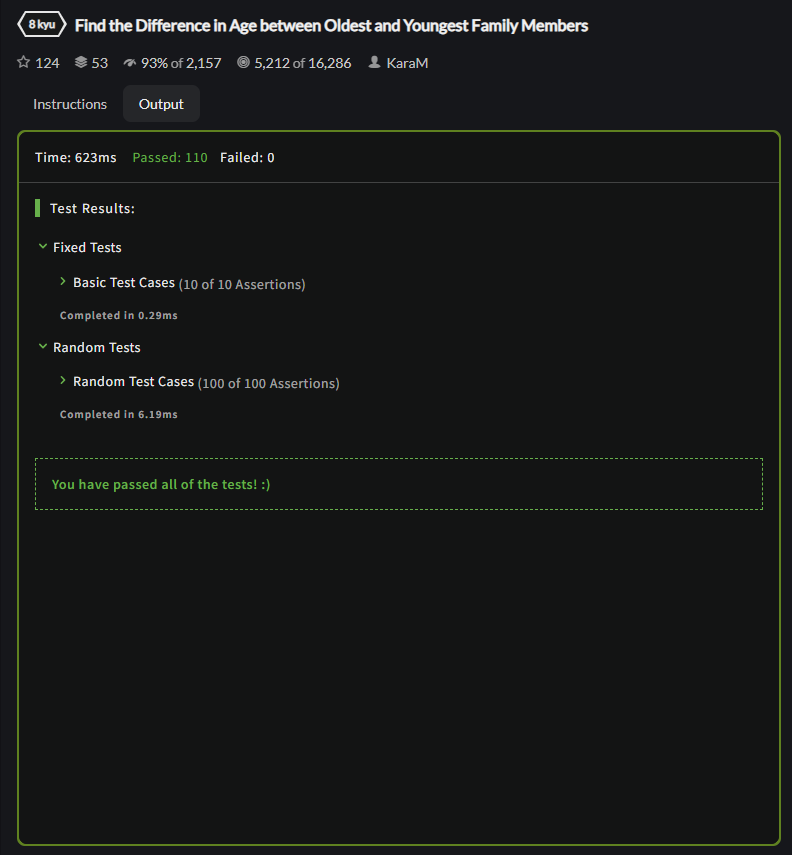 8 kyu Find the Difference in Age between Oldest and Youngest Family Members
124 53 93% of 2,157 5,212 of 16,286 KaraM
Instructions Output
Time: 623ms Passed: 110 Failed: 0
Test Results:
Fixed Tests
Basic Test Cases (10 of 10 Assertions)
Completed in 0.29ms
Random Tests
Random Test Cases (100 of 100 Assertions)
Completed in 6.19ms
You have passed all of the tests! :)